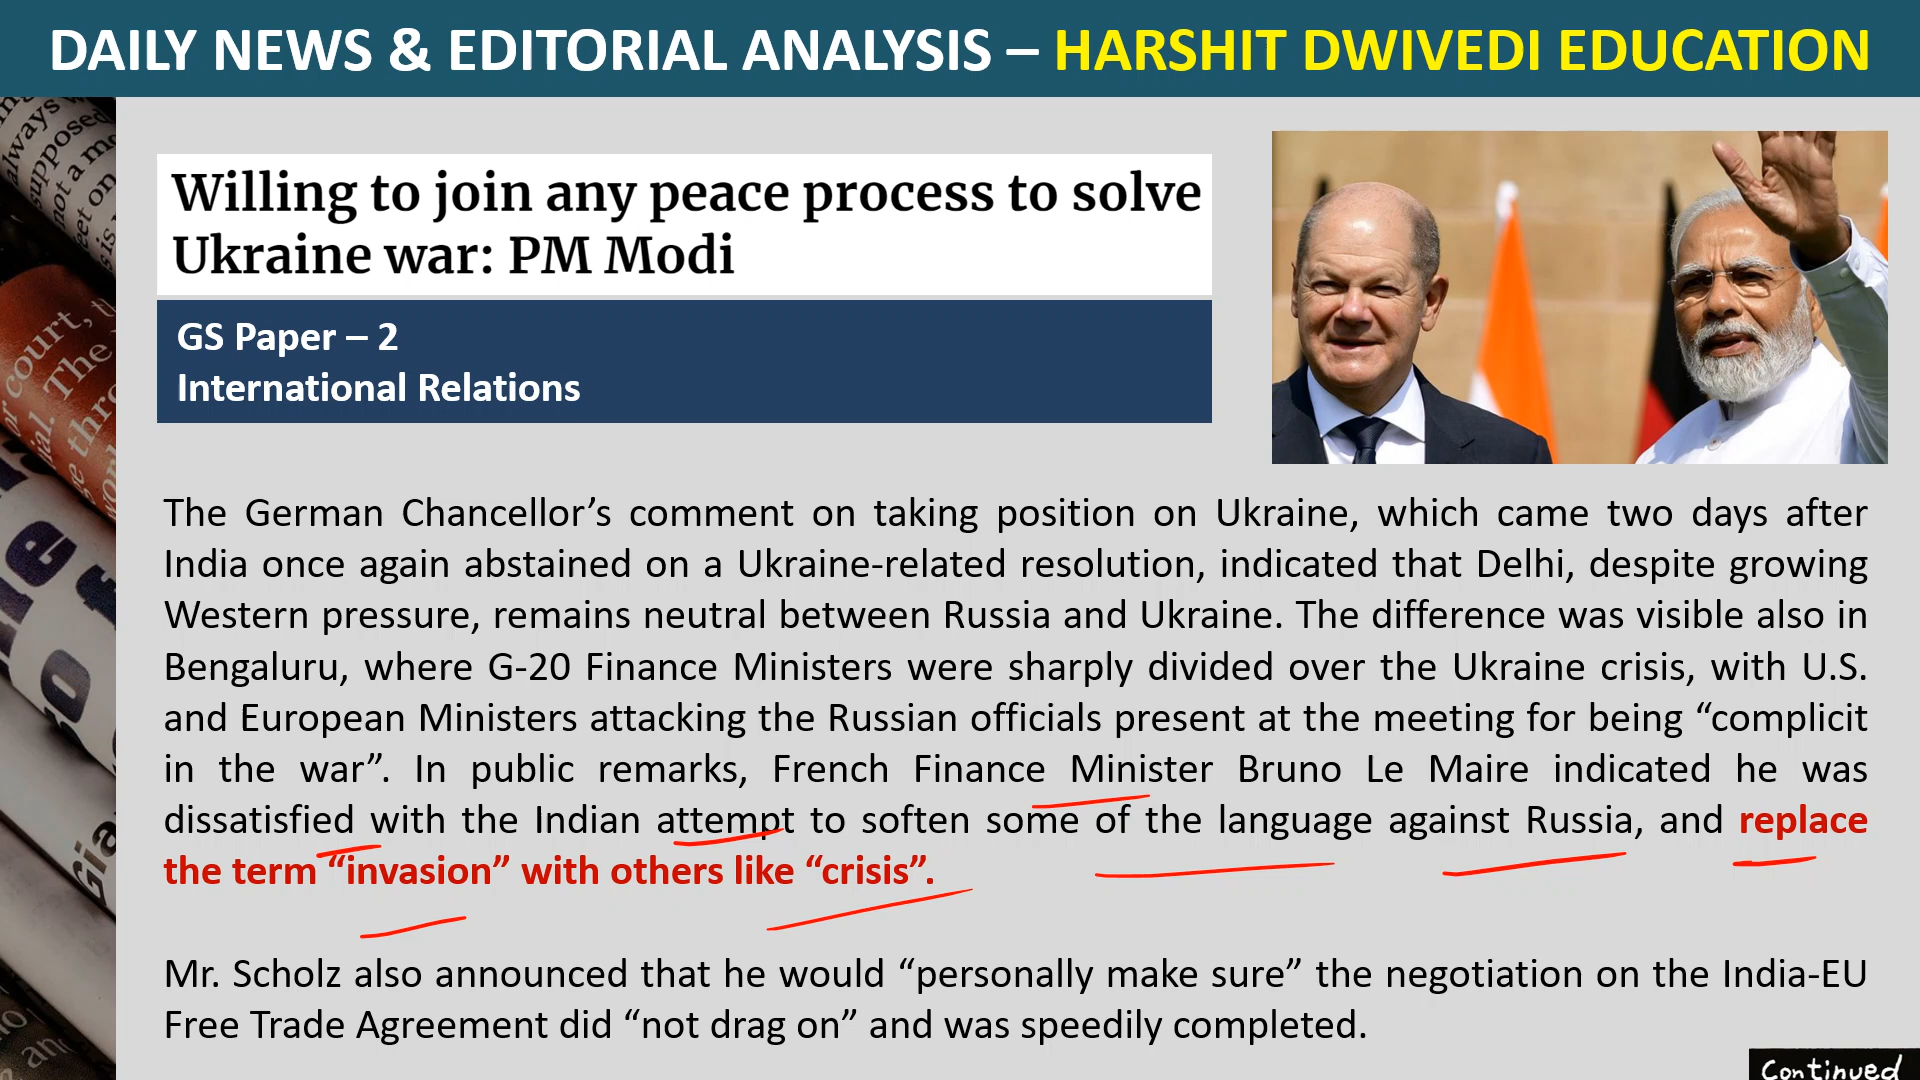 DAILY NEWS & EDITORIAL ANALYSIS – HARSHIT DWIVEDI EDUCATION
Willing to join any peace process to solve
Ukraine war: PM Modi
GS Paper – 2
International Relations
The German Chancellor’s comment on taking position on Ukraine, which came two days after
India once again abstained on a Ukraine-related resolution, indicated that Delhi, despite growing
Western pressure, remains neutral between Russia and Ukraine. The difference was visible also in
Bengaluru, where G-20 Finance Ministers were sharply divided over the Ukraine crisis, with U.S.
and European Ministers attacking the Russian officials present at the meeting for being “complicit
in the war”. In public remarks, French Finance Minister Bruno Le Maire indicated he was
dissatisfied with the Indian attempt to soften some of the language against Russia, and replace
the term “invasion” with others like “crisis”.
Mr. Scholz also announced that he would “personally make sure” the negotiation on the India-EU
Free Trade Agreement did “not drag on” and was speedily completed.
Continued